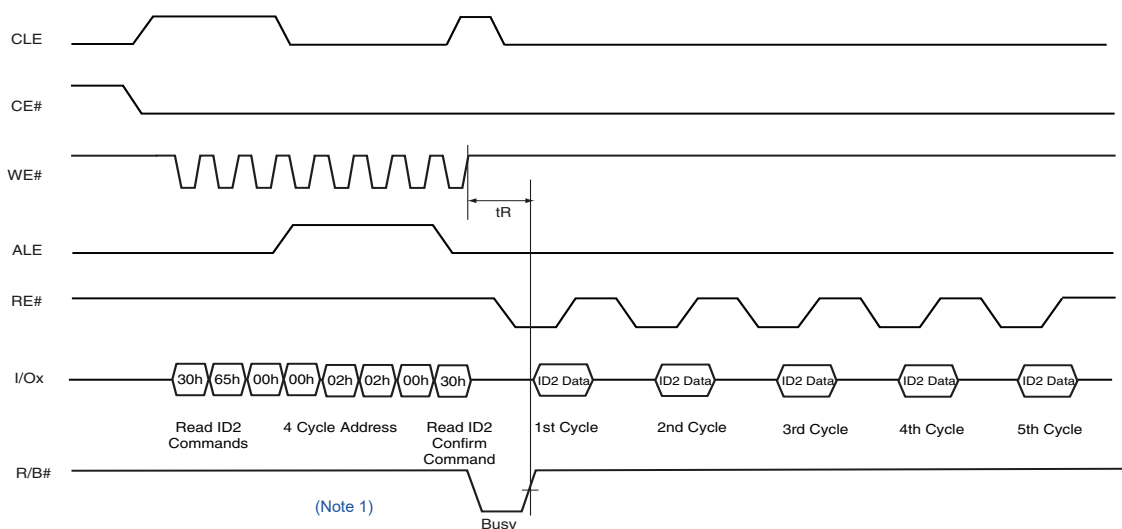 CLE
CE#
WE#
tR
ALE
RE#
I/Ox
30h 65h 00h 00h 02h 02h 00h 30h ID2 Data ID2 Data ID2 Data ID2 Data ID2 Data
Read ID2
Commands
4 Cycle Address
Read ID2
Confirm
Command
1st Cycle
2nd Cycle
3rd Cycle
4th Cycle
5th Cycle
R/B#
(Note 1)
Busy